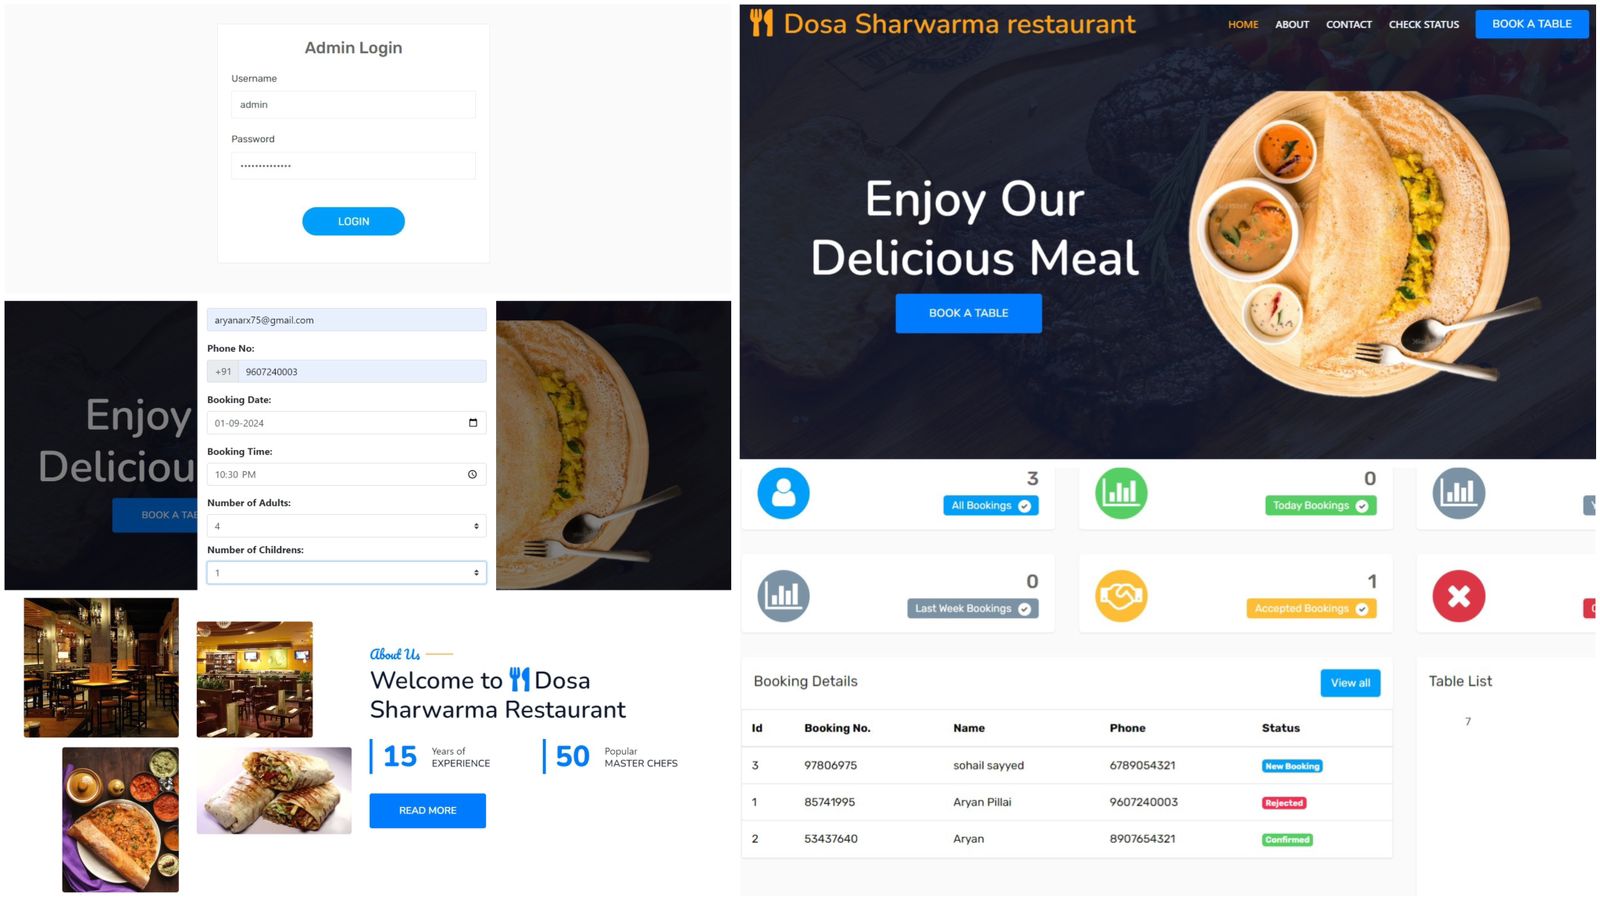 Admin Login
Username
admin
Password
••••••••••••••
LOGIN
Enjoy
Deliciou
BOOK A TAB
aryanarx75@gmail.com
Phone No:
+91 9607240003
Booking Date:
01-09-2024
Booking Time:
10:30 PM
Number of Adults:
4
Number of Childrens:
1
About Us
Welcome to Dosa
Sharwarma Restaurant
15 Years of EXPERIENCE
50 Popular MASTER CHEFS
READ MORE
Dosa Sharwarma restaurant
HOME ABOUT CONTACT CHECK STATUS BOOK A TABLE
Enjoy Our
Delicious Meal
BOOK A TABLE
3
All Bookings
0
Today Bookings
0
Last Week Bookings
1
Accepted Bookings
Booking Details View all
Id Booking No. Name Phone Status
3 97806975 sohail sayyed 6789054321 New Booking
1 85741995 Aryan Pillai 9607240003 Rejected
2 53437640 Aryan 8907654321 Confirmed
Table List
7